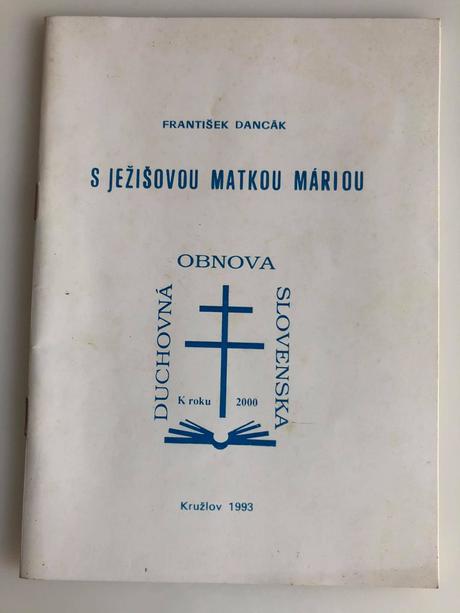 FRANTIŠEK DANCÁK
S JEŽIŠOVOU MATKOU MÁRIOU
DUCHOVNÁ
OBNOVA
SLOVENSKA
K roku 2000
Kružlov 1993